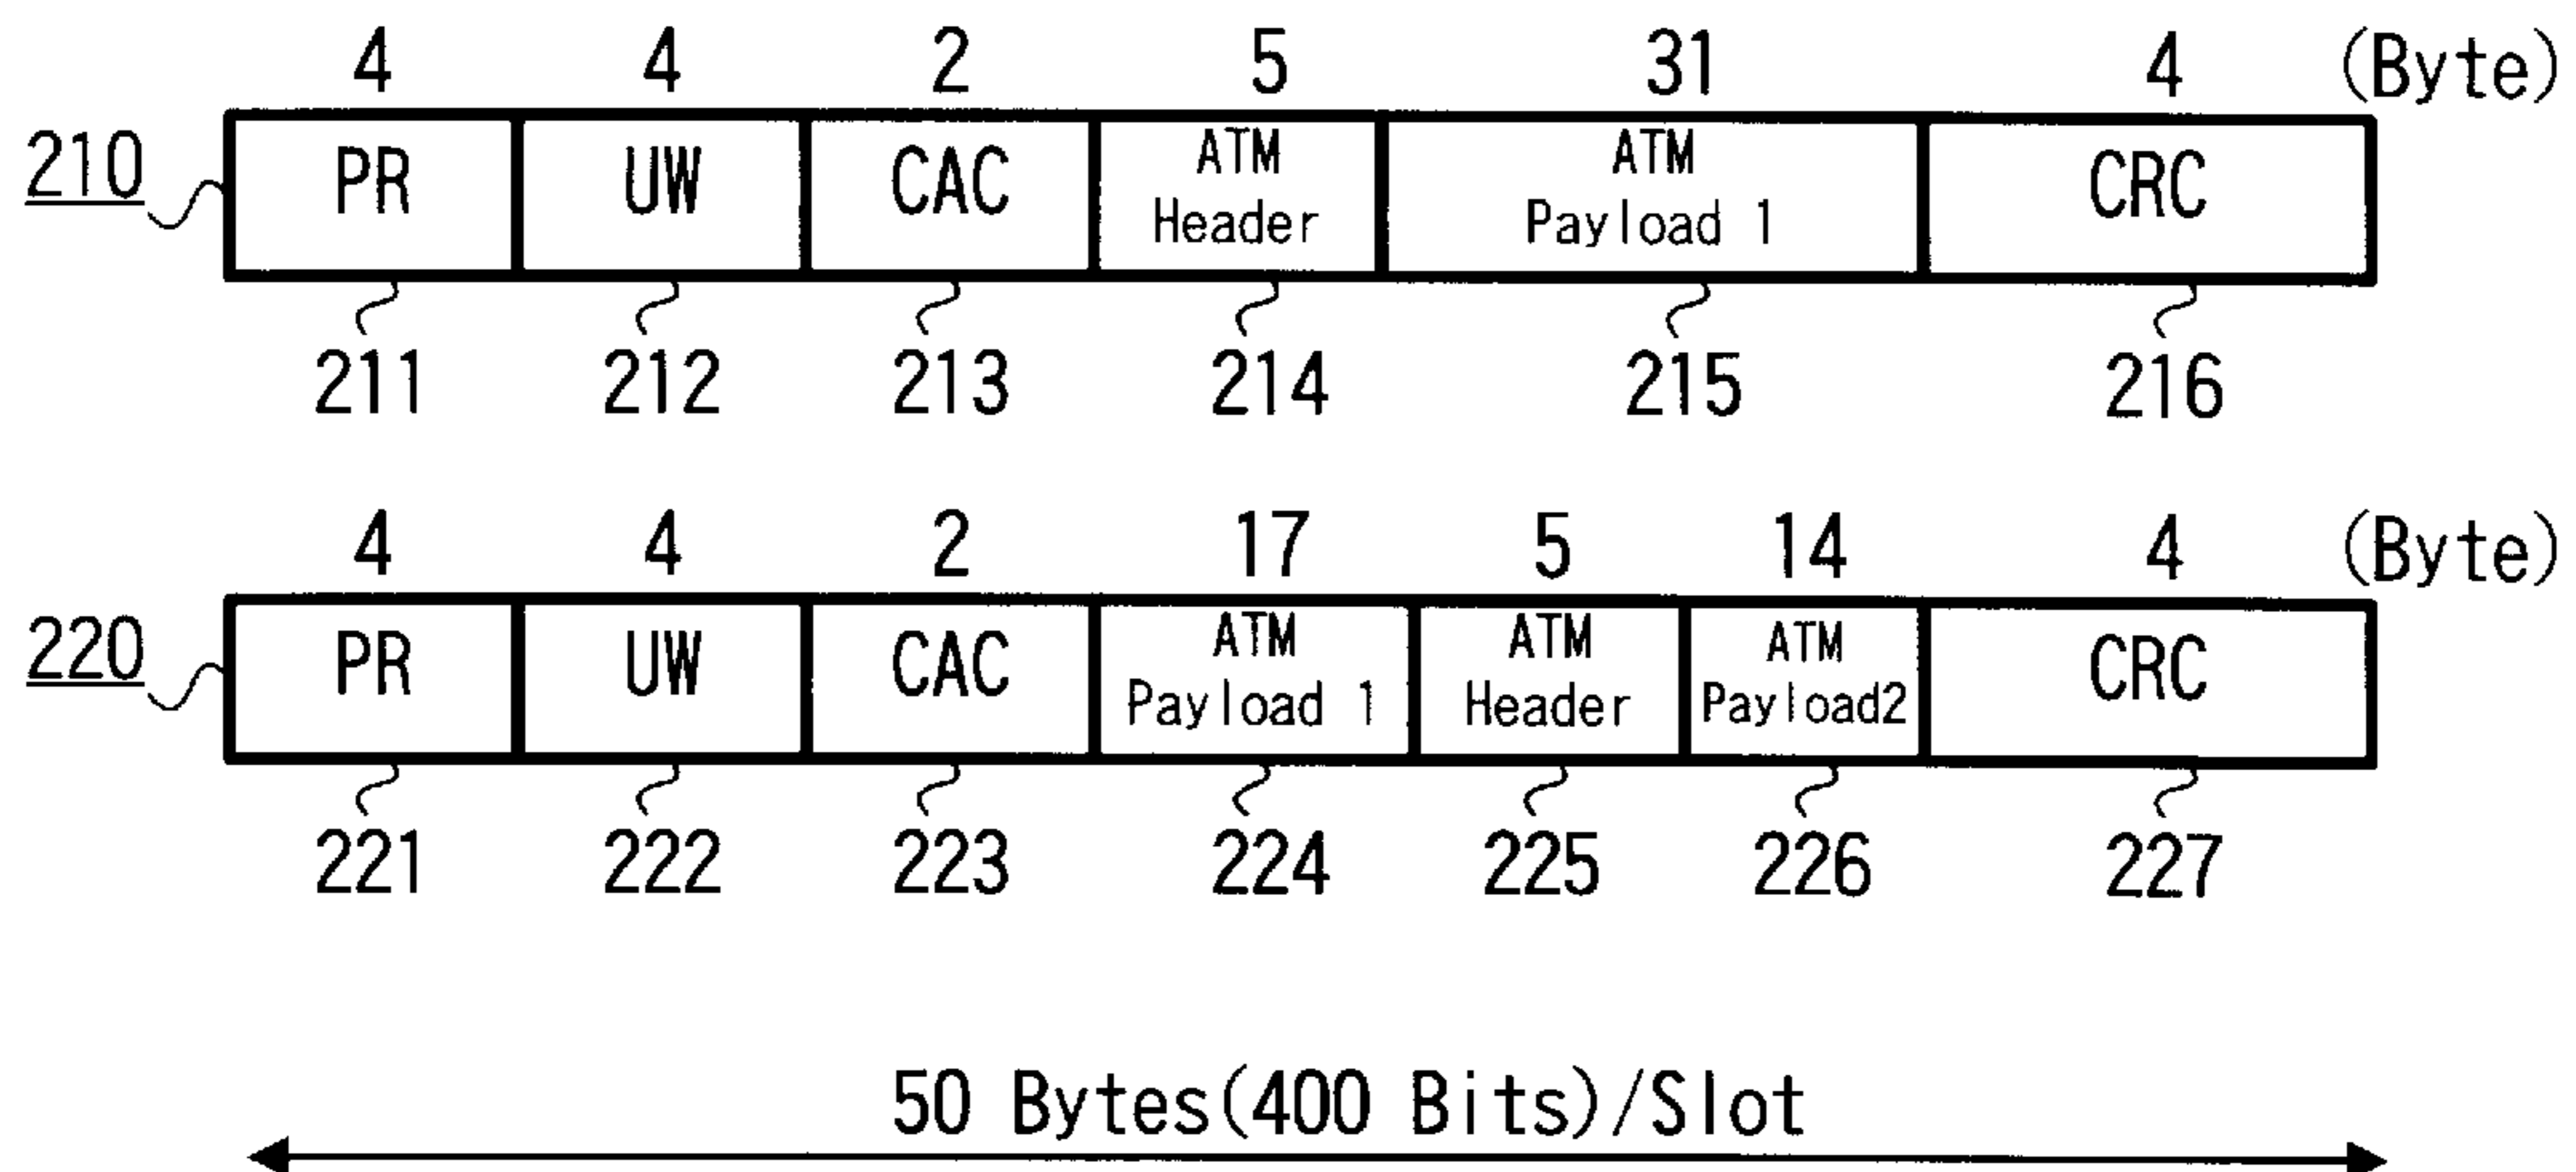 4 4 2 5 31 4 (Byte)
210 PR UW CAC ATM Header ATM Payload 1 CRC
211 212 213 214 215 216
4 4 2 17 5 14 4 (Byte)
220 PR UW CAC ATM Payload 1 ATM Header ATM Payload2 CRC
221 222 223 224 225 226 227
50 Bytes(400 Bits)/Slot